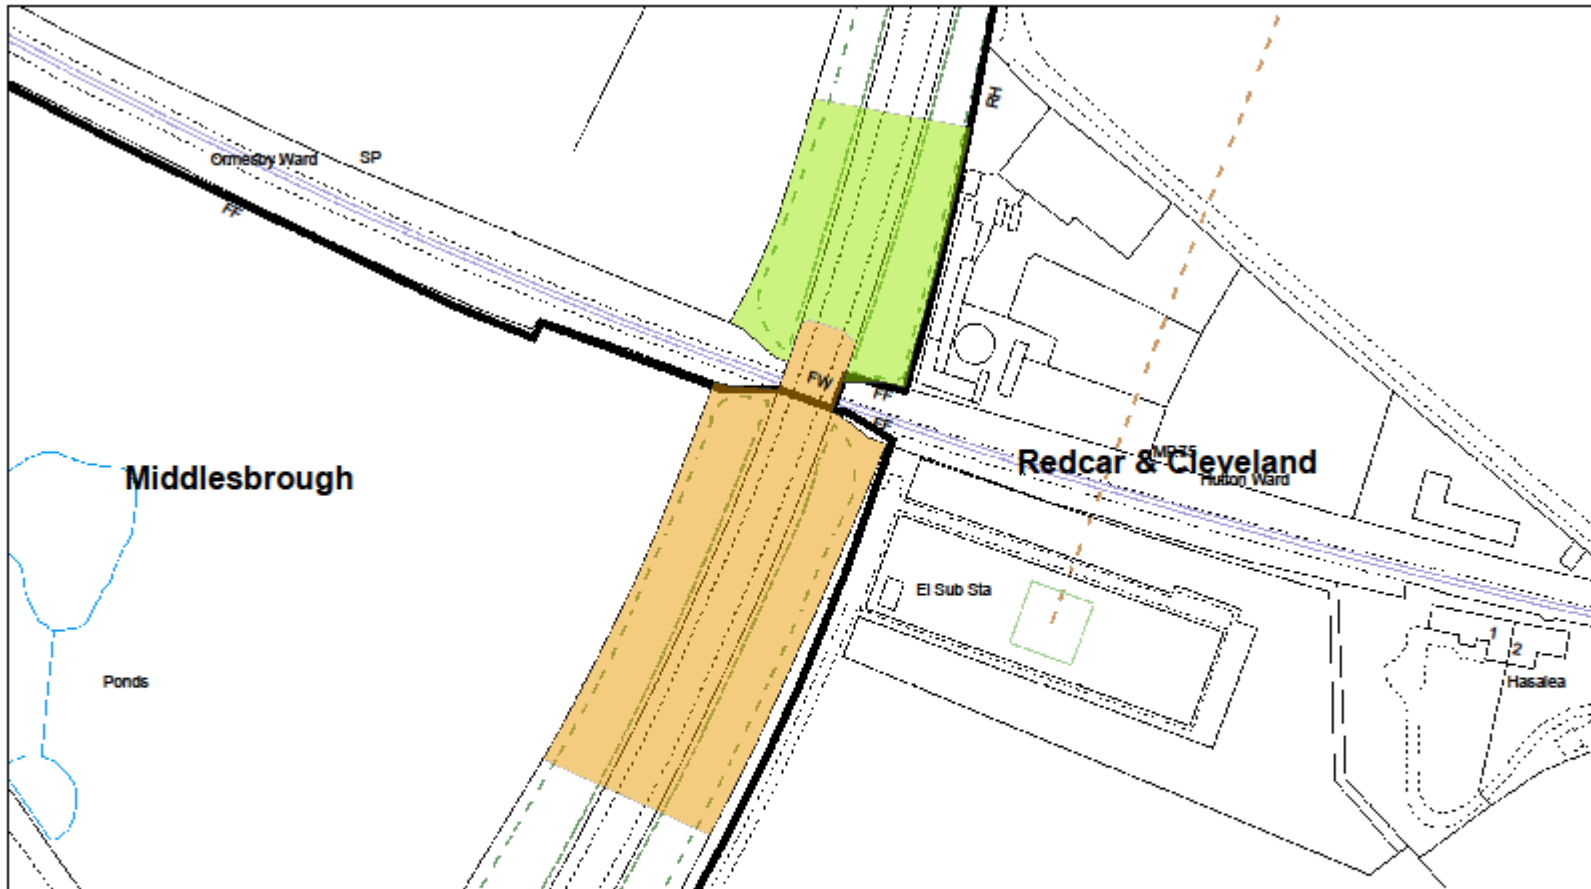 RH
Ormesby Ward
SP
FF
FW
FF
FF
Middlesbrough
Redcar & Cleveland
Hutton Ward
El Sub Sta
1
2
Hasalea
Ponds